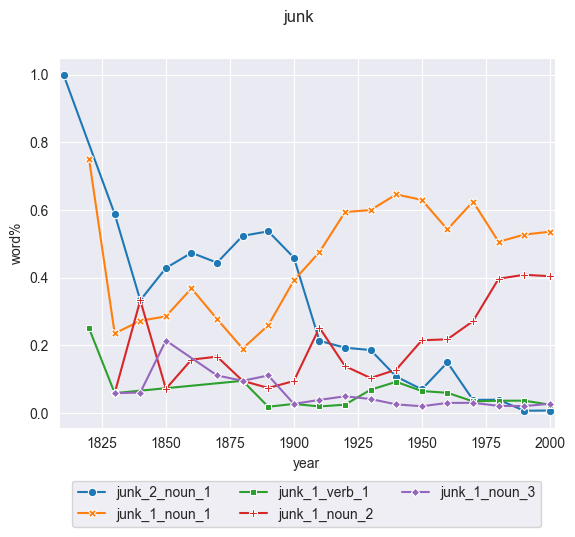 junk
1.0
0.8
0.6
0.4
0.2
0.0
word%
1825 1850 1875 1900 1925 1950 1975 2000
year
junk_2_noun_1 junk_1_verb_1 junk_1_noun_3
junk_1_noun_1 junk_1_noun_2